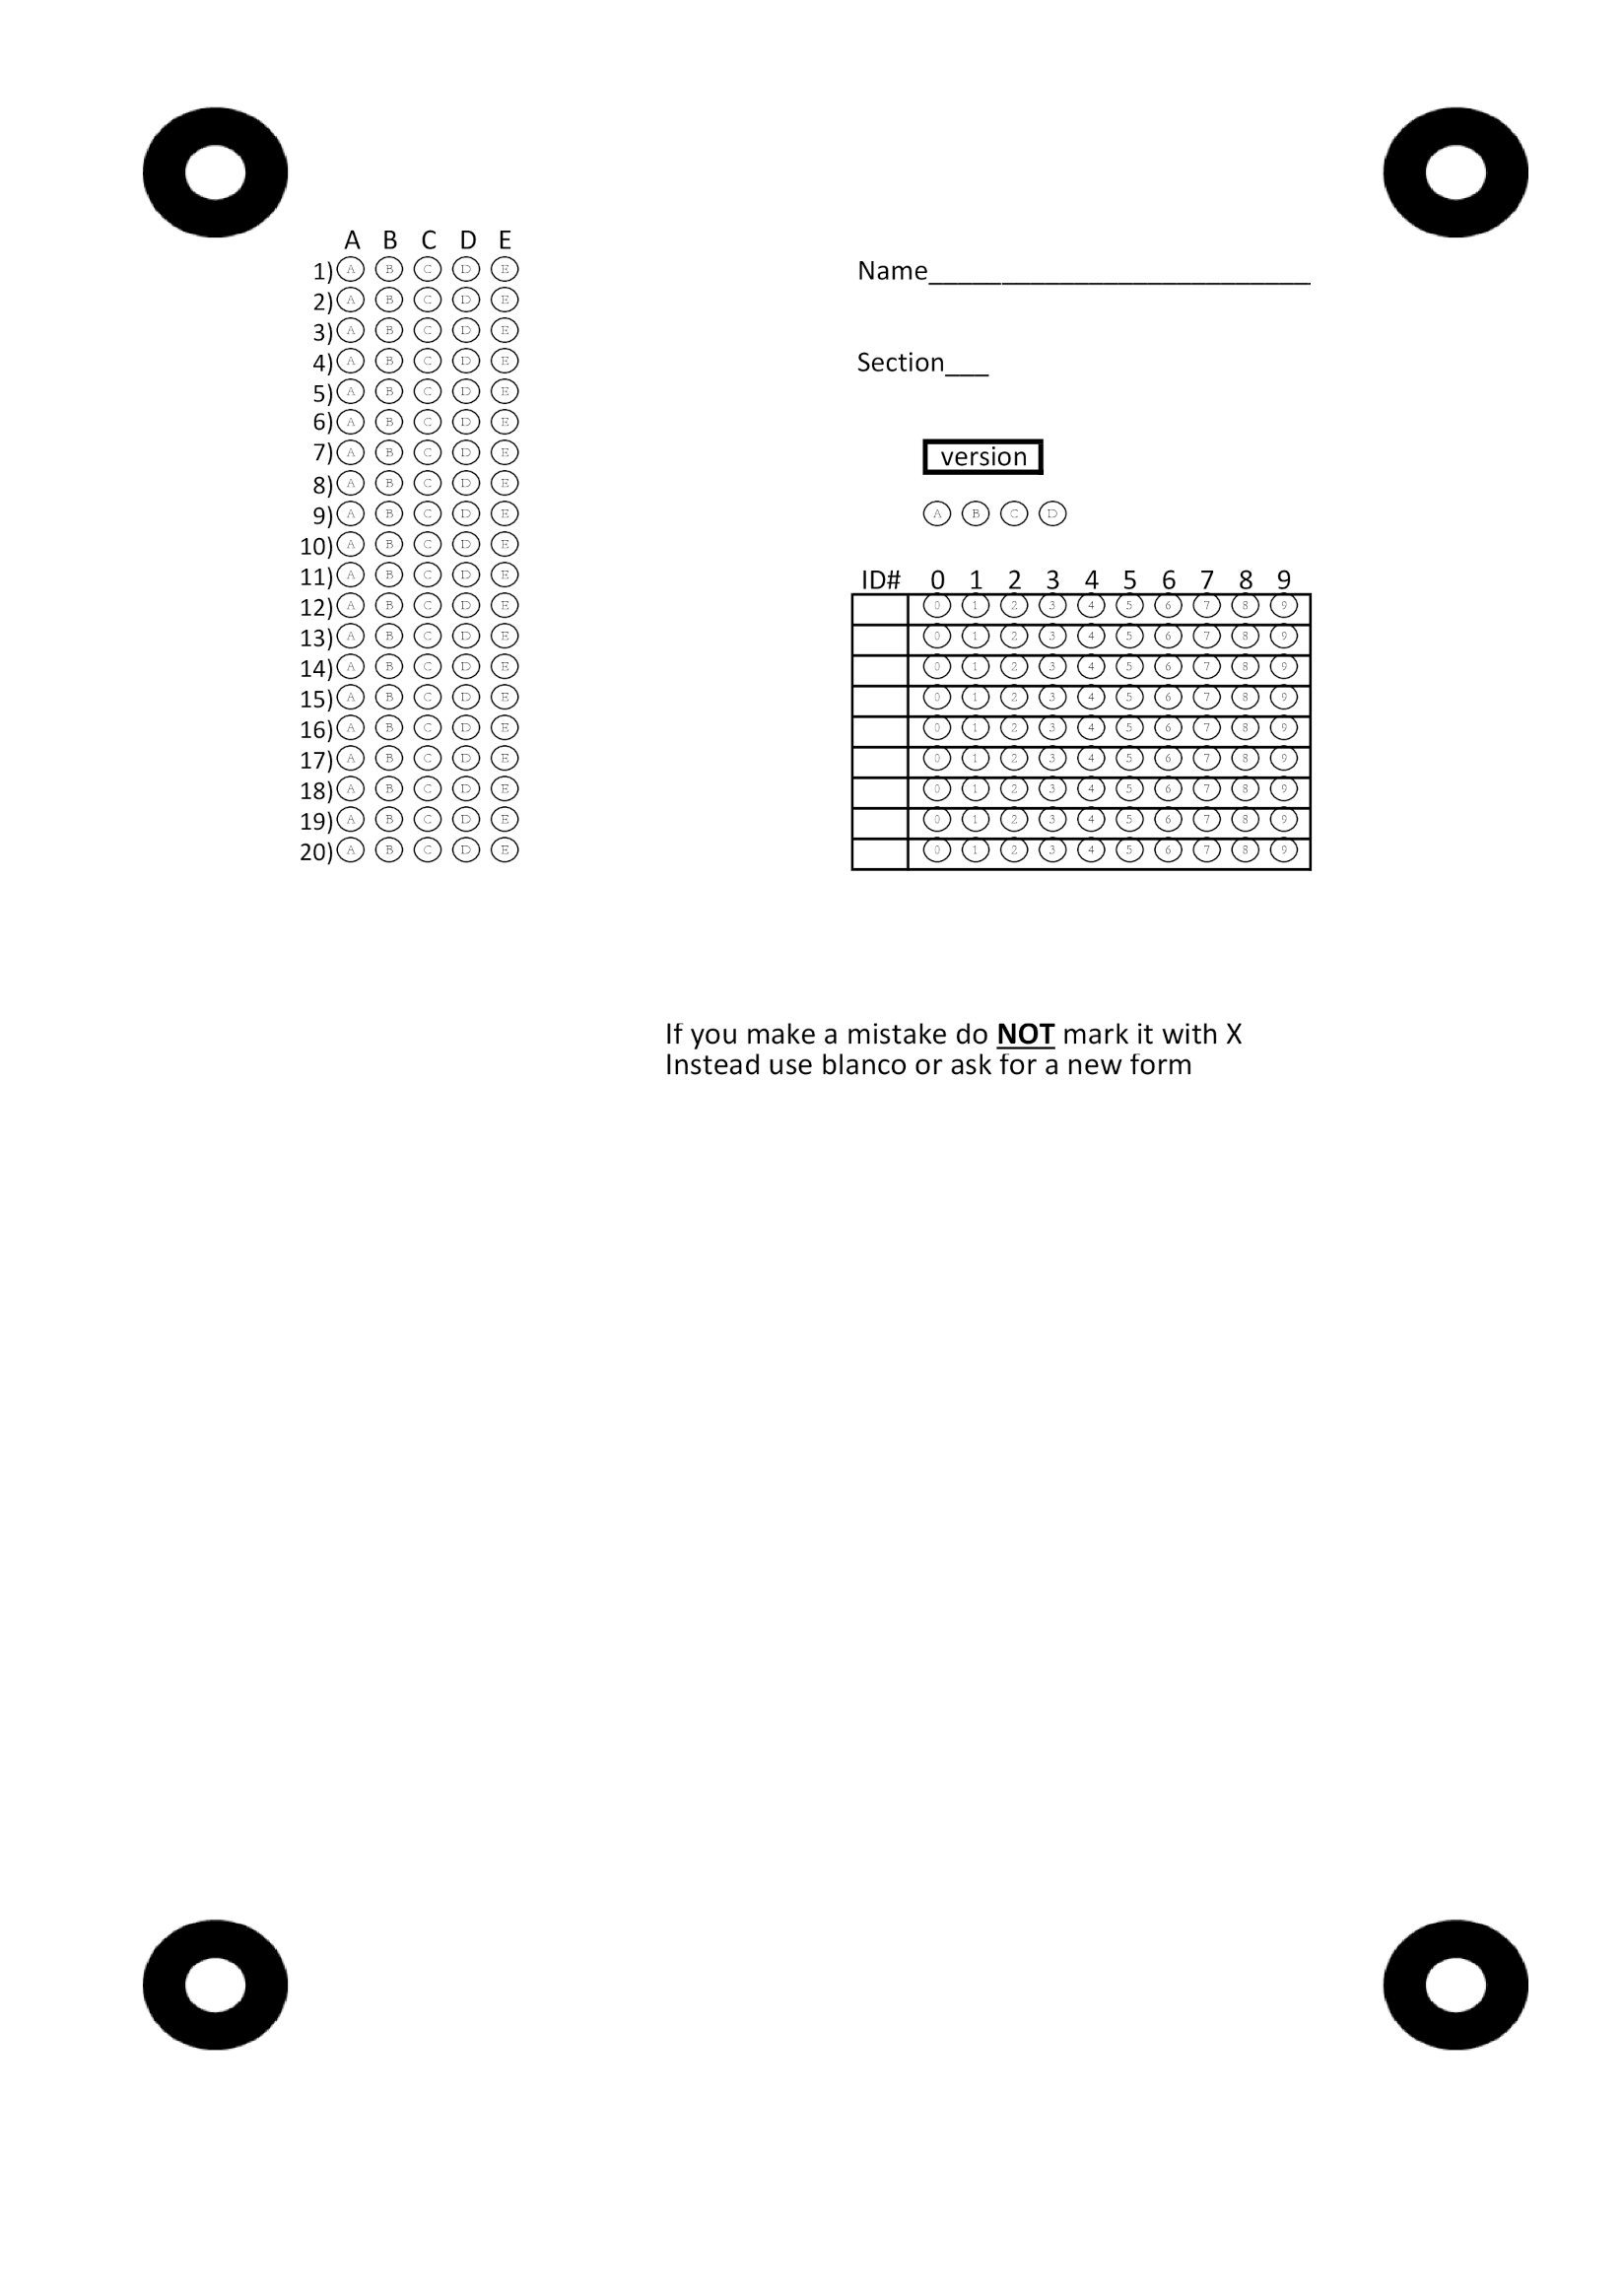 A B C D E
1) A B C D E
2) A B C D E
3) A B C D E
4) A B C D E
5) A B C D E
6) A B C D E
7) A B C D E
8) A B C D E
9) A B C D E
10) A B C D E
11) A B C D E
12) A B C D E
13) A B C D E
14) A B C D E
15) A B C D E
16) A B C D E
17) A B C D E
18) A B C D E
19) A B C D E
20) A B C D E
Name__________________________
Section___
version
A B C D
ID# 0 1 2 3 4 5 6 7 8 9
0 1 2 3 4 5 6 7 8 9
0 1 2 3 4 5 6 7 8 9
0 1 2 3 4 5 6 7 8 9
0 1 2 3 4 5 6 7 8 9
0 1 2 3 4 5 6 7 8 9
0 1 2 3 4 5 6 7 8 9
0 1 2 3 4 5 6 7 8 9
0 1 2 3 4 5 6 7 8 9
0 1 2 3 4 5 6 7 8 9
If you make a mistake do NOT mark it with X
Instead use blanco or ask for a new form